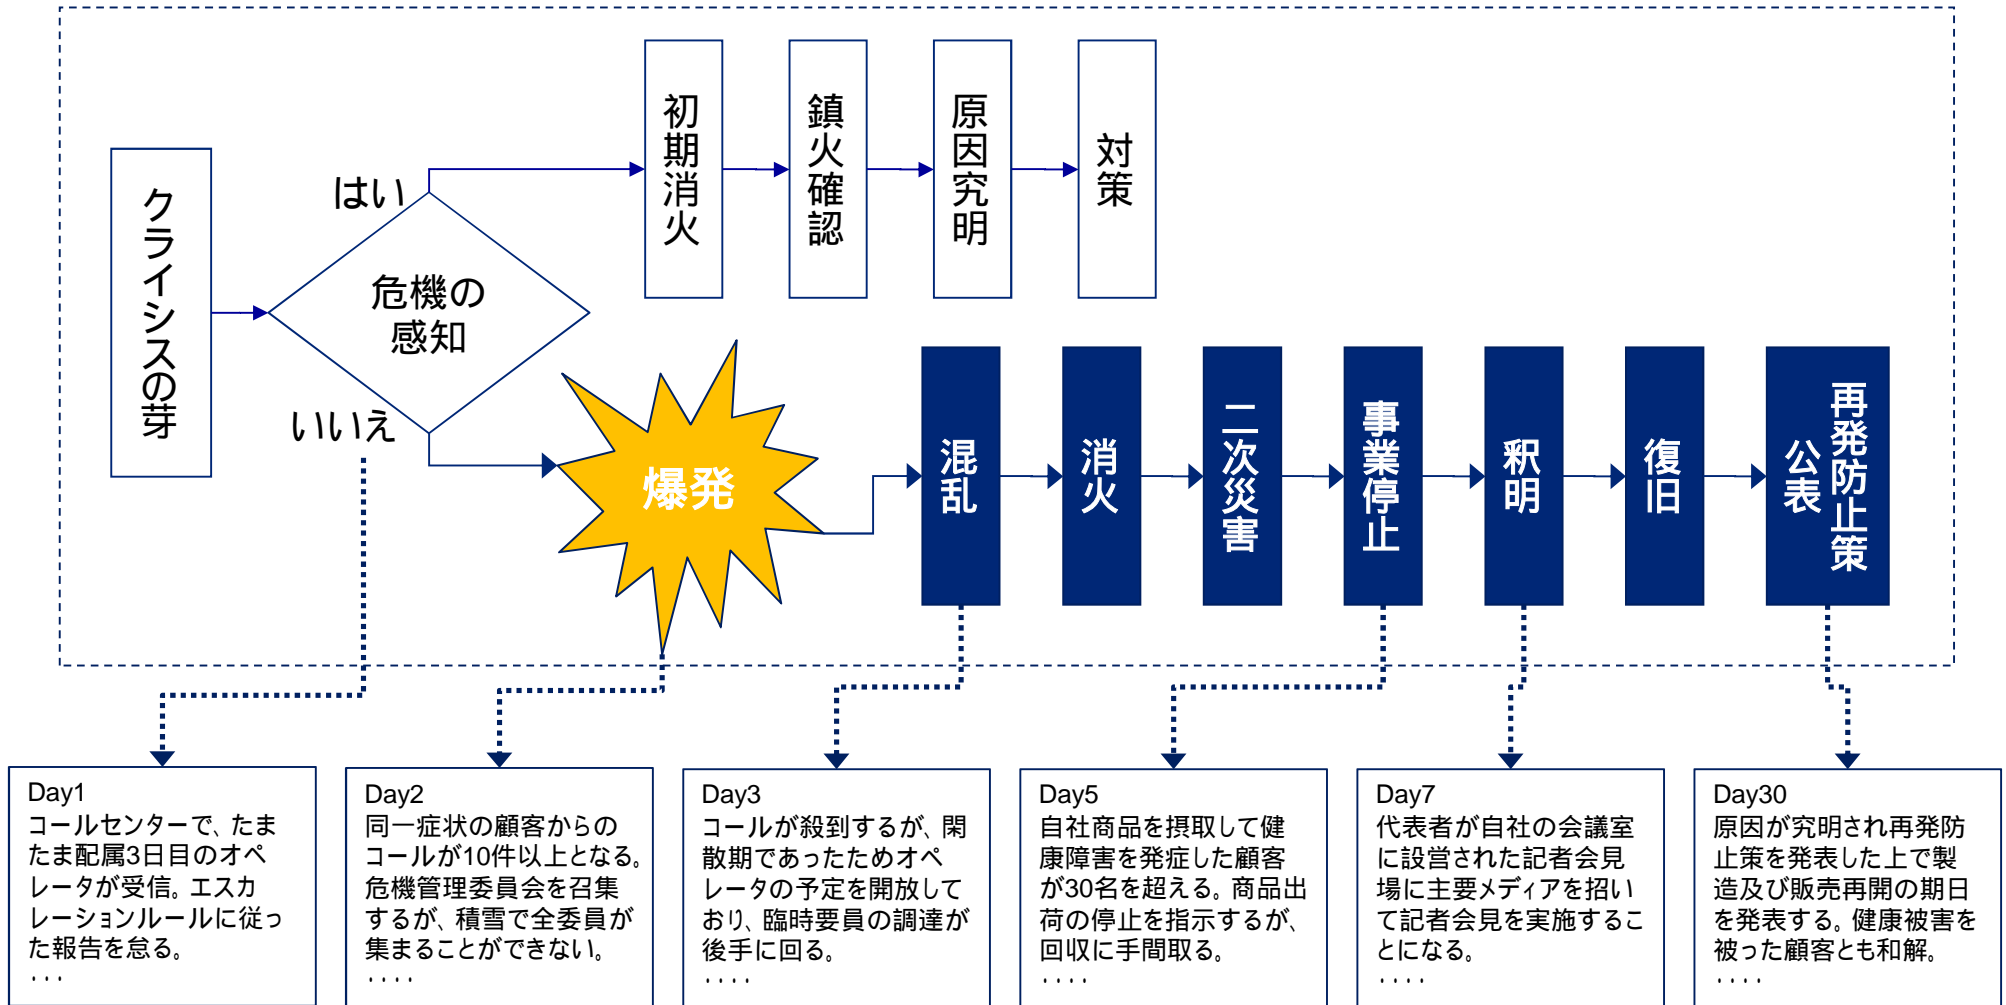 クライシスの芽
はい
危機の
感知
いいえ
初期消火
鎮火確認
原因究明
対策
爆発
混乱
消火
二次災害
事業停止
釈明
復旧
再発防止策
公表
Day1
コールセンターで、たま
たま配属3日目のオペ
レータが受信。エスカ
レーションルールに従っ
た報告を怠る。
・・・
Day2
同一症状の顧客からの
コールが10件以上となる。
危機管理委員会を召集
するが、積雪で全委員が
集まることができない。
・・・・
Day3
コールが殺到するが、閑
散期であったためオペ
レータの予定を開放して
おり、臨時要員の調達が
後手に回る。
・・・・
Day5
自社商品を摂取して健
康障害を発症した顧客
が30名を超える。商品出
荷の停止を指示するが、
回収に手間取る。
・・・・
Day7
代表者が自社の会議室
に設営された記者会見
場に主要メディアを招い
て記者会見を実施するこ
とになる。
・・・・
Day30
原因が究明され再発防
止策を発表した上で製
造及び販売再開の期日
を発表する。健康被害を
被った顧客とも和解。
・・・・